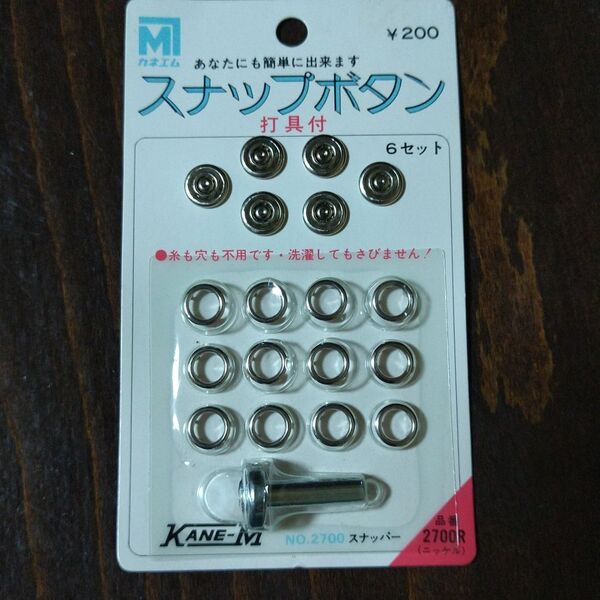 M
カネエム
¥200
あなたにも簡単に出来ます
スナップボタン
打具付
6セット
●糸も穴も不用です・洗濯してもさびません!
KANE-M
NO.2700 スナッパー
品番
2700R
(ニッケル)